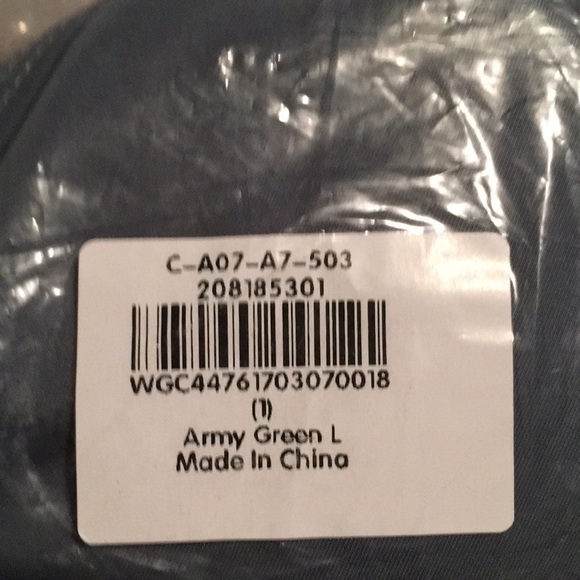 C-A07-A7-503
208185301
WGC44761703070018
(1)
Army Green L
Made In China